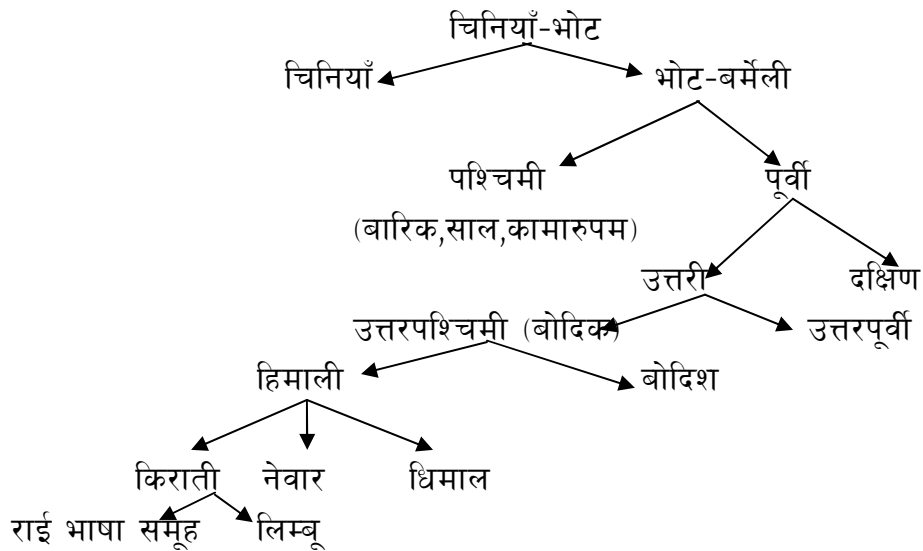 चिनियाँ-भोट
चिनियाँ भोट-बर्मेली
पश्चिमी पूर्वी
(बारिक,साल,कामारुपम)
उत्तरी दक्षिण
उत्तरपश्चिमी (बोदिक) उत्तरपूर्वी
हिमाली बोदिश
किराती नेवार धिमाल
राई भाषा समूह लिम्बू